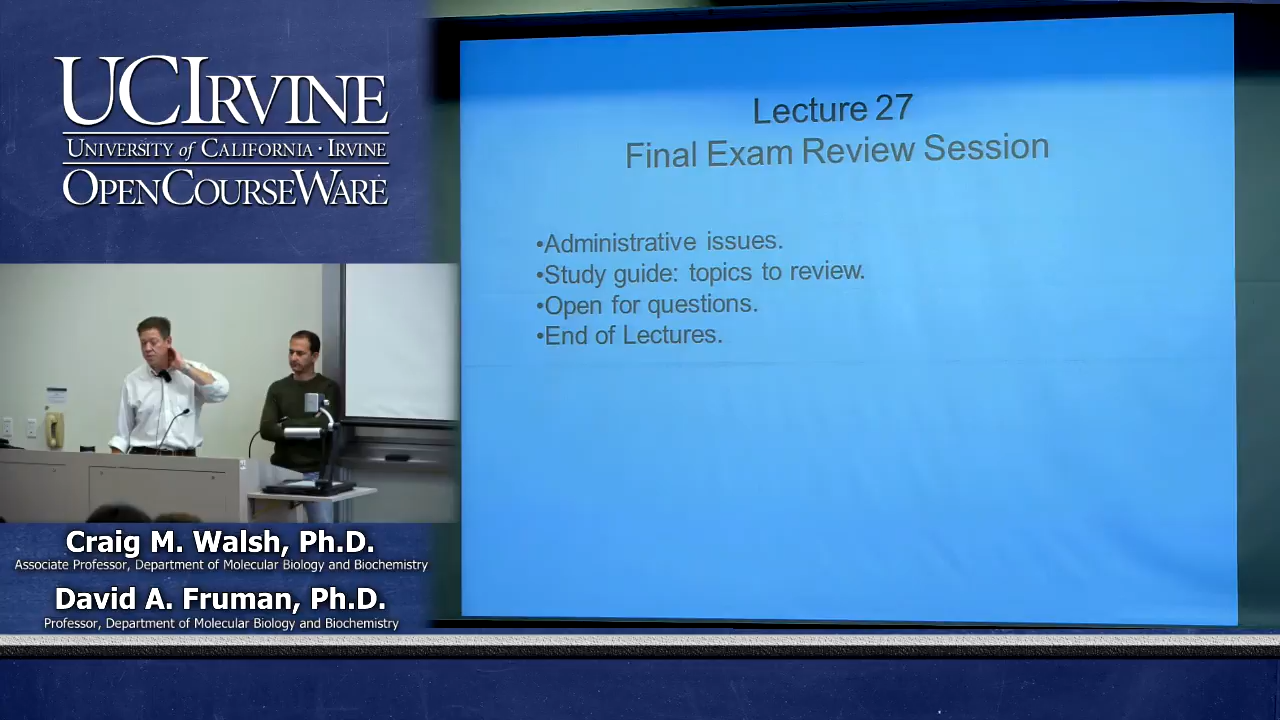 UCIRVINE
UNIVERSITY of CALIFORNIA · IRVINE
OPENCOURSEWARE
Lecture 27
Final Exam Review Session
•Administrative issues.
•Study guide: topics to review.
•Open for questions.
•End of Lectures.
Craig M. Walsh, Ph.D.
Associate Professor, Department of Molecular Biology and Biochemistry
David A. Fruman, Ph.D.
Professor, Department of Molecular Biology and Biochemistry